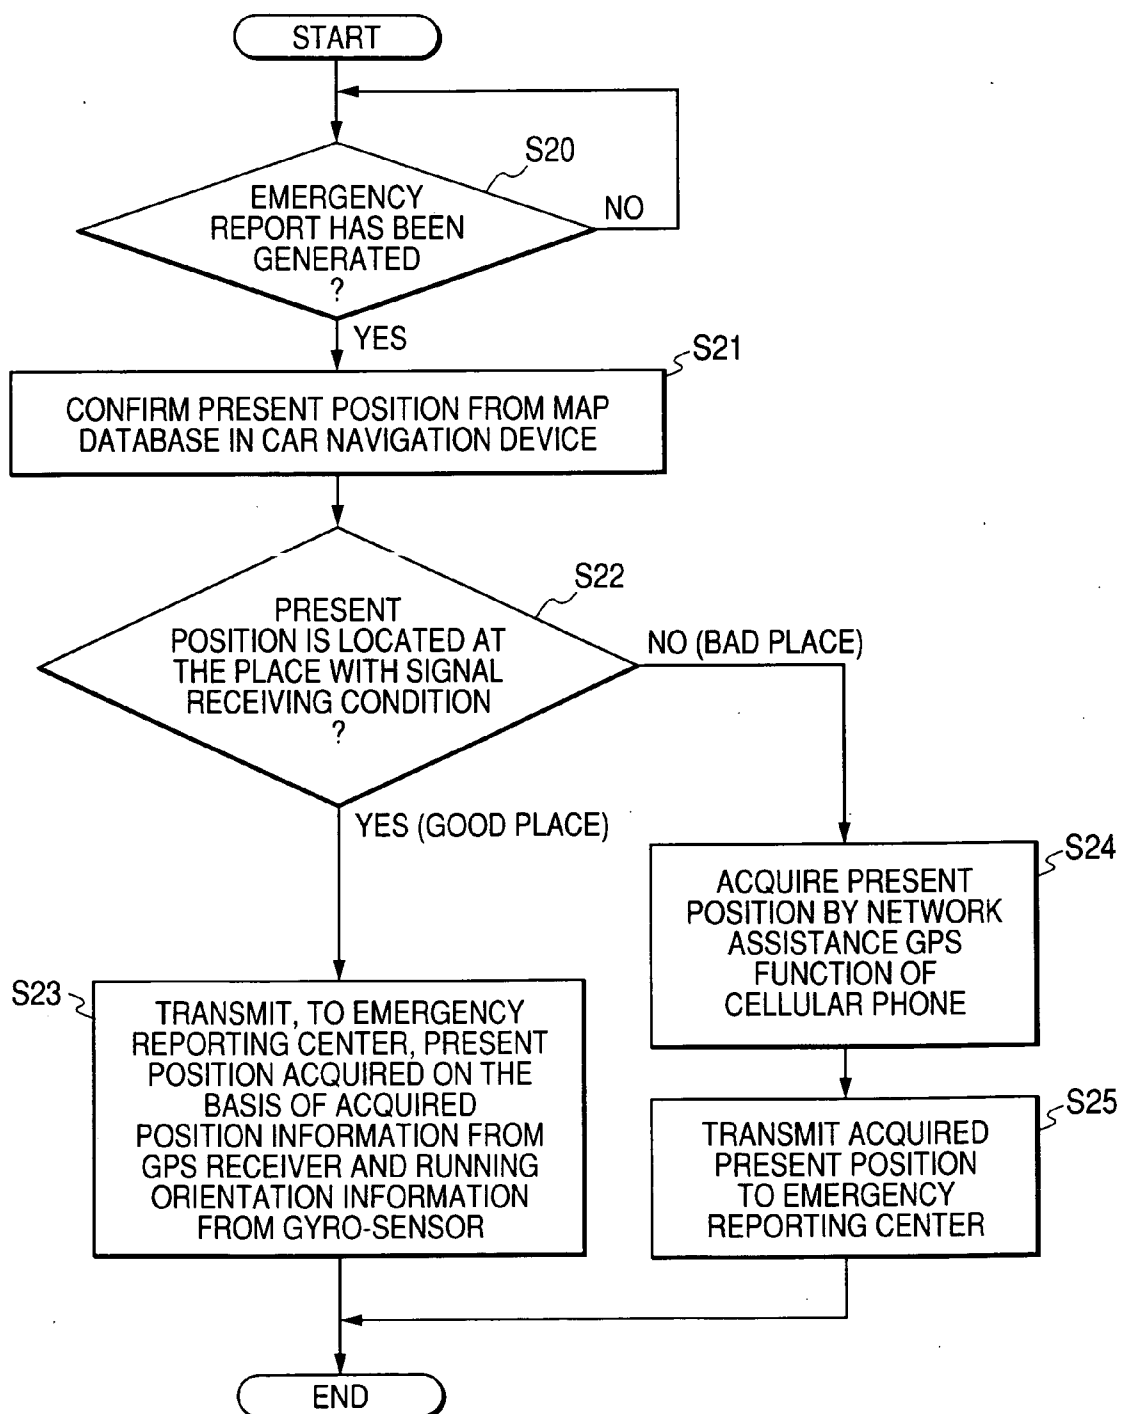 START
S20
EMERGENCY
REPORT HAS BEEN
GENERATED
?
NO
YES
S21
CONFIRM PRESENT POSITION FROM MAP
DATABASE IN CAR NAVIGATION DEVICE
S22
PRESENT
POSITION IS LOCATED AT
THE PLACE WITH SIGNAL
RECEIVING CONDITION
?
NO (BAD PLACE)
YES (GOOD PLACE)
S24
ACQUIRE PRESENT
POSITION BY NETWORK
ASSISTANCE GPS
FUNCTION OF
CELLULAR PHONE
S23
TRANSMIT, TO EMERGENCY
REPORTING CENTER, PRESENT
POSITION ACQUIRED ON THE
BASIS OF ACQUIRED
POSITION INFORMATION FROM
GPS RECEIVER AND RUNNING
ORIENTATION INFORMATION
FROM GYRO-SENSOR
S25
TRANSMIT ACQUIRED
PRESENT POSITION
TO EMERGENCY
REPORTING CENTER
END